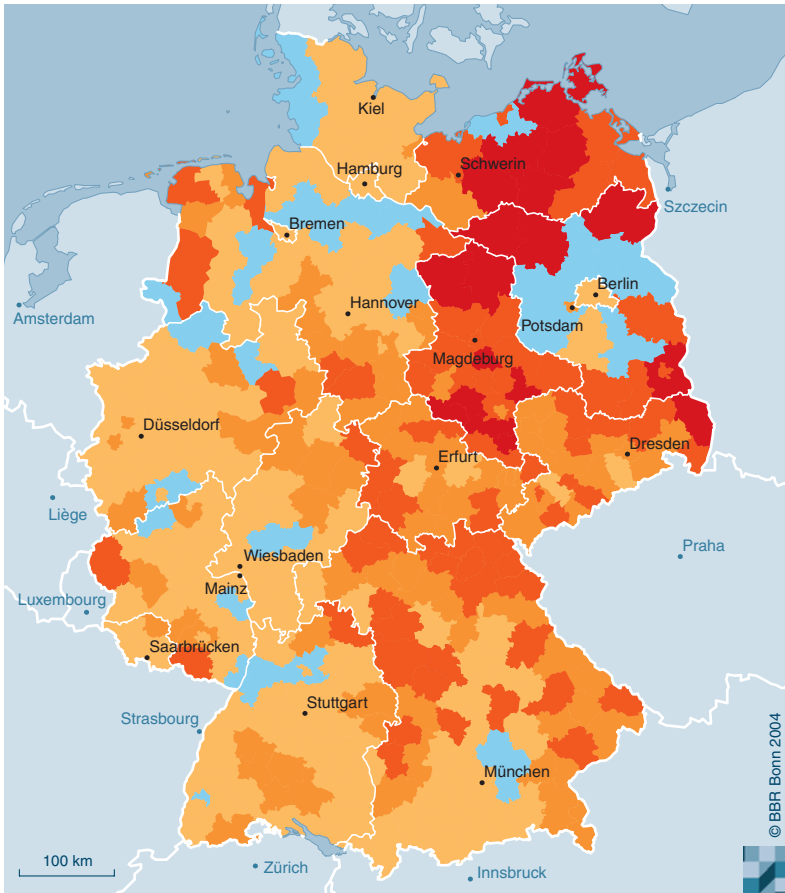 Kiel
Schwerin
Hamburg
Szczecin
Bremen
Berlin
Hannover
Potsdam
Amsterdam
Magdeburg
Düsseldorf
Dresden
Erfurt
Liège
Praha
Wiesbaden
Mainz
Luxembourg
Saarbrücken
Stuttgart
Strasbourg
München
© BBR Bonn 2004
100 km
Zürich
Innsbruck